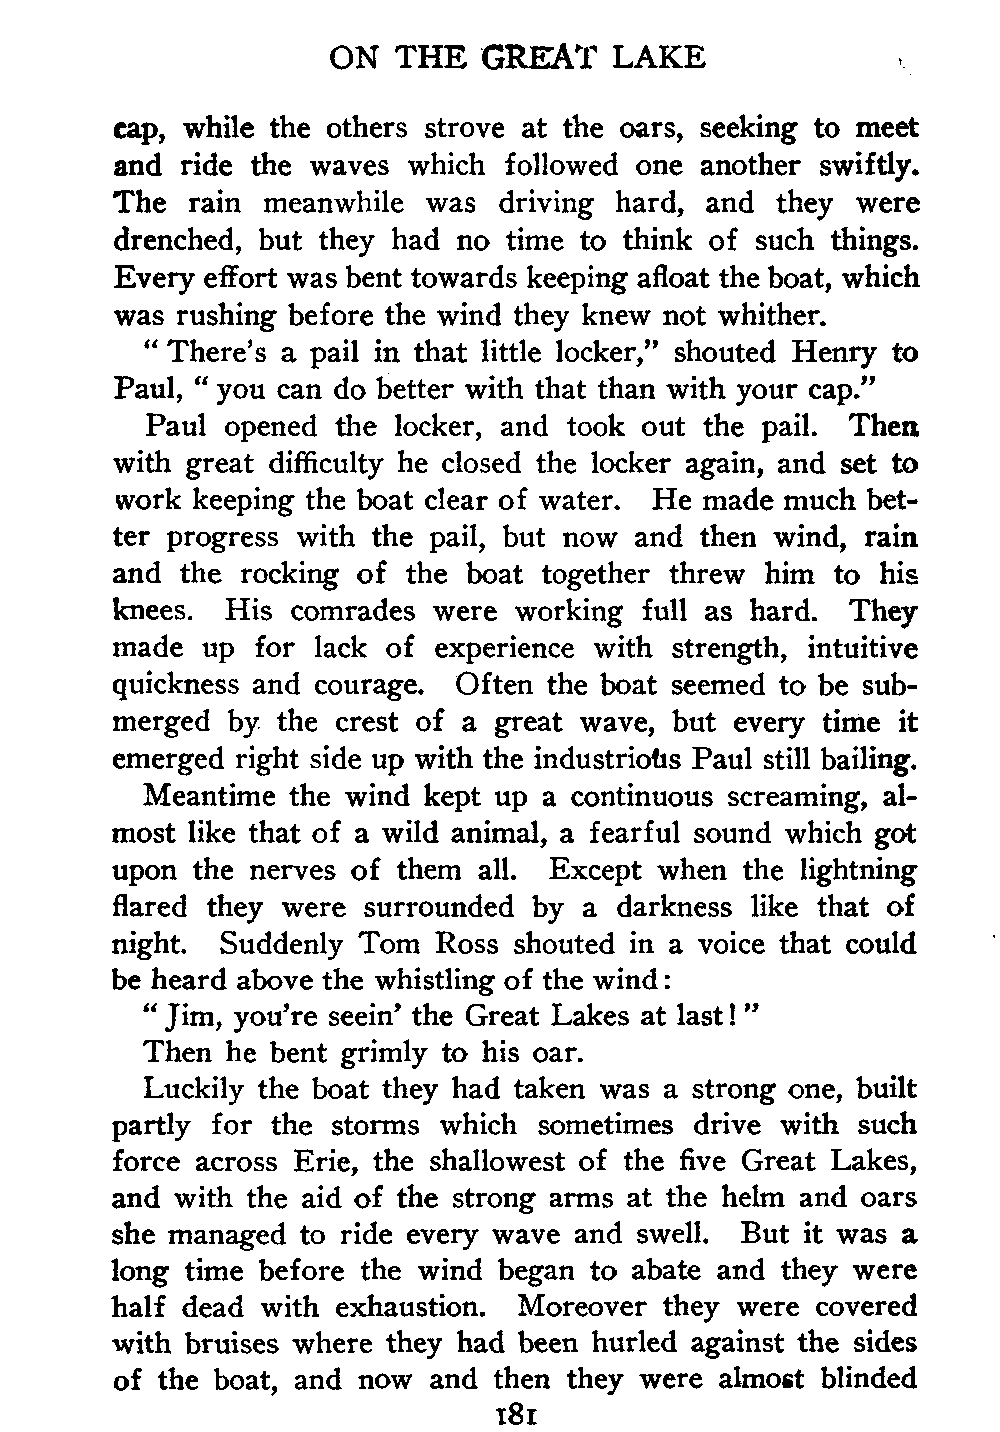 ON THE GREAT LAKE
cap, while the others strove at the oars, seeking to meet
and ride the waves which followed one another swiftly.
The rain meanwhile was driving hard, and they were
drenched, but they had no time to think of such things.
Every effort was bent towards keeping afloat the boat, which
was rushing before the wind they knew not whither.
“ There’s a pail in that little locker,” shouted Henry to
Paul, “ you can do better with that than with your cap.”
Paul opened the locker, and took out the pail. Then
with great difficulty he closed the locker again, and set to
work keeping the boat clear of water. He made much bet-
ter progress with the pail, but now and then wind, rain
and the rocking of the boat together threw him to his
knees. His comrades were working full as hard. They
made up for lack of experience with strength, intuitive
quickness and courage. Often the boat seemed to be sub-
merged by the crest of a great wave, but every time it
emerged right side up with the industrious Paul still bailing.
Meantime the wind kept up a continuous screaming, al-
most like that of a wild animal, a fearful sound which got
upon the nerves of them all. Except when the lightning
flared they were surrounded by a darkness like that of
night. Suddenly Tom Ross shouted in a voice that could
be heard above the whistling of the wind:
“ Jim, you’re seein’ the Great Lakes at last! ”
Then he bent grimly to his oar.
Luckily the boat they had taken was a strong one, built
partly for the storms which sometimes drive with such
force across Erie, the shallowest of the five Great Lakes,
and with the aid of the strong arms at the helm and oars
she managed to ride every wave and swell. But it was a
long time before the wind began to abate and they were
half dead with exhaustion. Moreover they were covered
with bruises where they had been hurled against the sides
of the boat, and now and then they were almost blinded
181